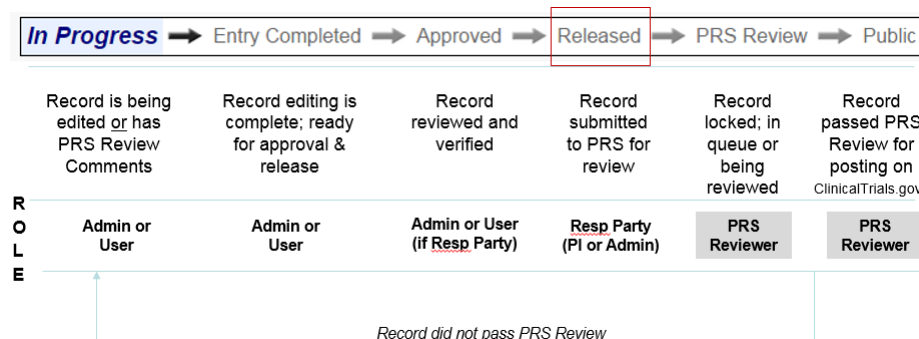 In Progress Entry Completed Approved Released PRS Review Public
Record is being edited or has PRS Review Comments
Record editing is complete; ready for approval & release
Record reviewed and verified
Record submitted to PRS for review
Record locked; in queue or being reviewed
Record passed PRS Review for posting on ClinicalTrials.gov
ROLE
Admin or User
Admin or User
Admin or User (if Resp Party)
Resp Party (PI or Admin)
PRS Reviewer
PRS Reviewer
Record did not pass PRS Review